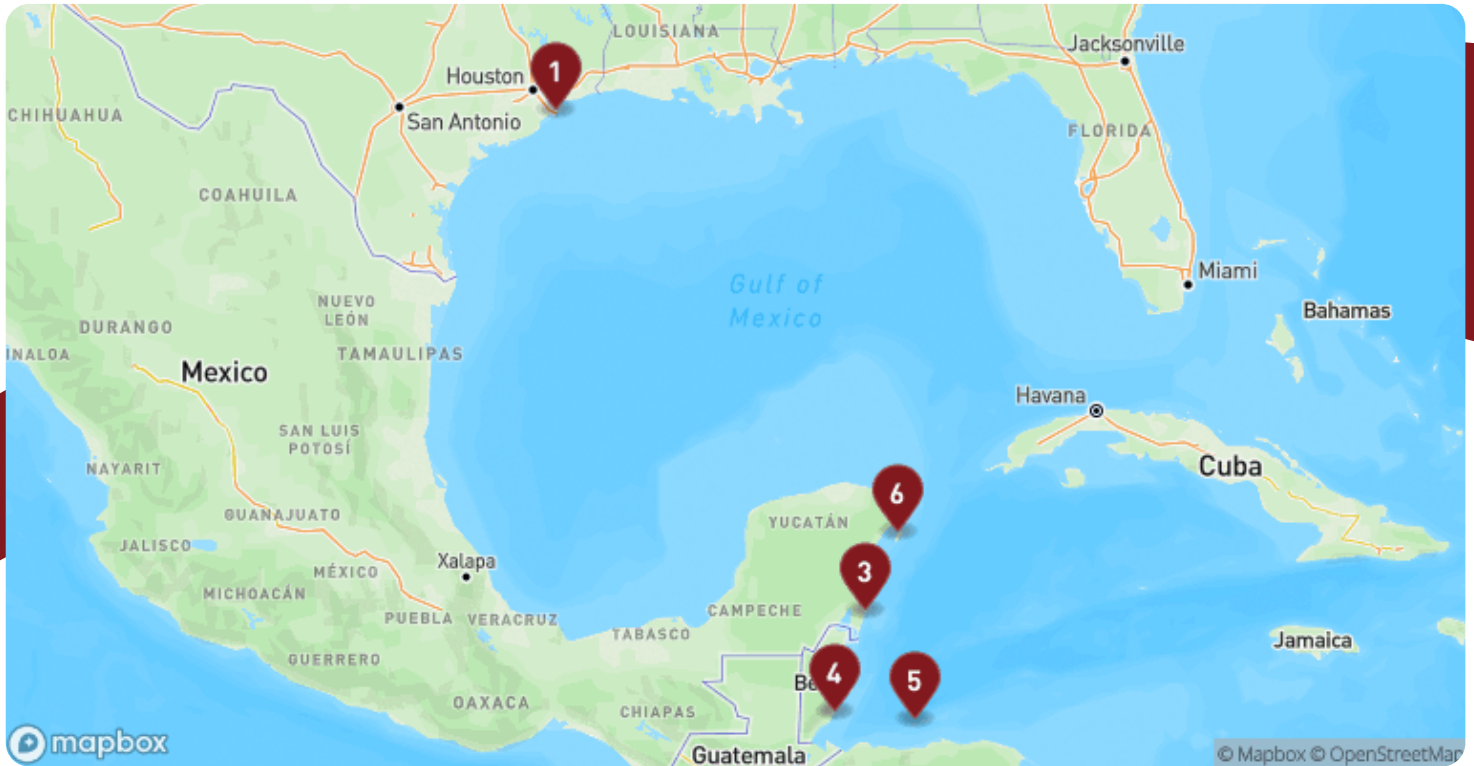 LOUISIANA
Jacksonville
1
Houston
CHIHUAHUA
San Antonio
FLORIDA
COAHUILA
Miami
Gulf of
Mexico
NUEVO
LEÓN
Bahamas
DURANGO
INALOA
TAMAULIPAS
Mexico
Havana
SAN LUIS
POTOSÍ
Cuba
NAYARIT
6
GUANAJUATO
YUCATÁN
JALISCO
Xalapa
MÉXICO
3
MICHOACÁN
CAMPECHE
PUEBLA
VERACRUZ
TABASCO
Jamaica
GUERRERO
4
5
Be
OAXACA
CHIAPAS
mapbox
Guatemala
© Mapbox © OpenStreetMap